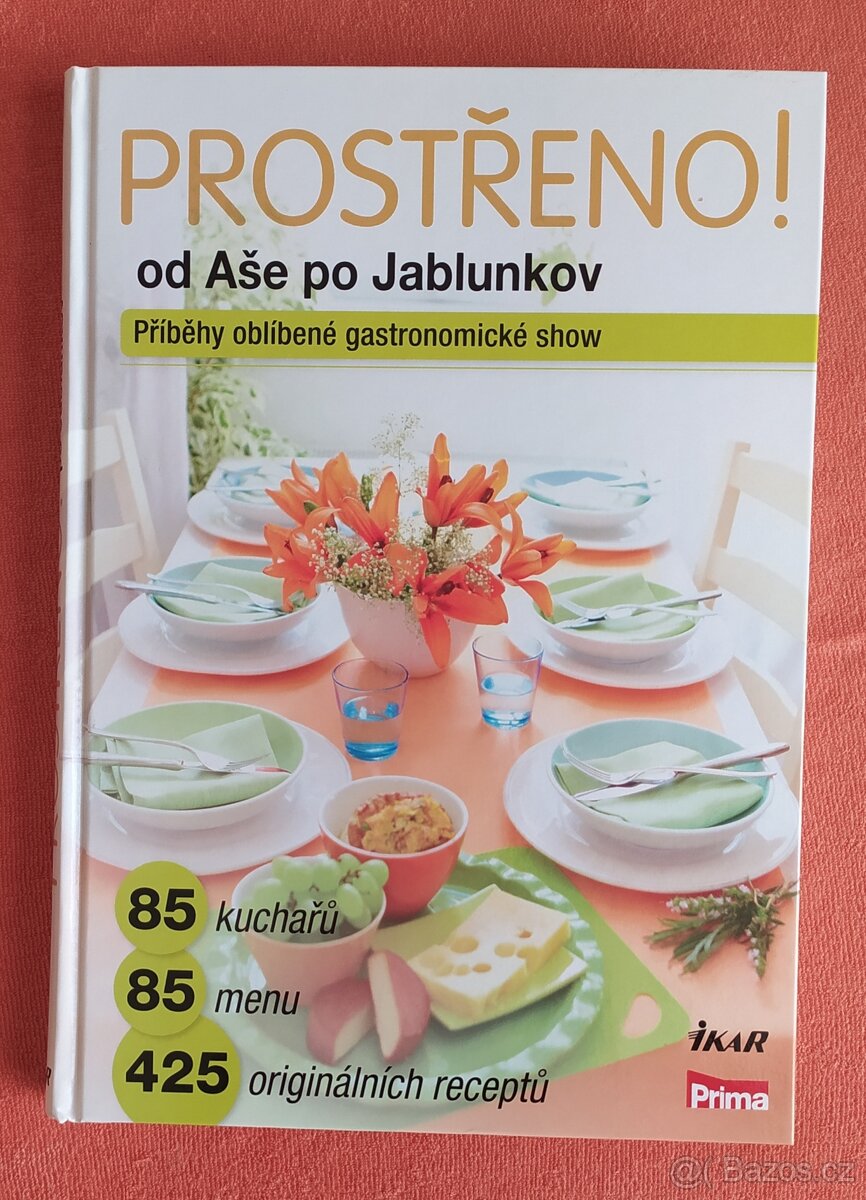 PROSTŘENO!
od Aše po Jablunkov
Příběhy oblíbené gastronomické show
85 kuchařů
85 menu
425 originálních receptů
IKAR
Prima
@( Bazos.cz